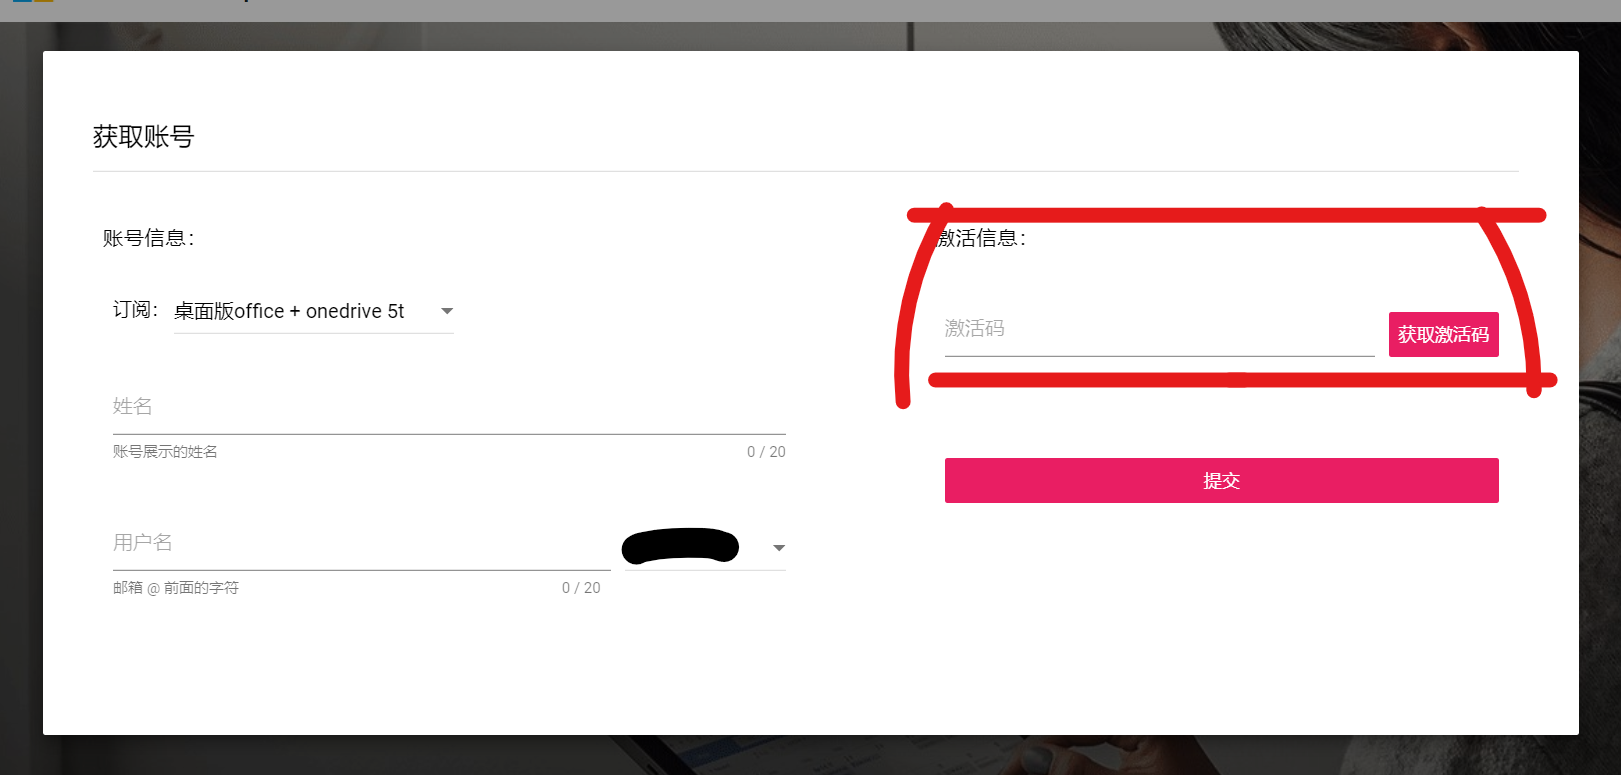 获取账号
账号信息：
订阅： 桌面版office + onedrive 5t
姓名
账号展示的姓名 0 / 20
用户名
邮箱 @ 前面的字符 0 / 20
激活信息：
激活码 获取激活码
提交